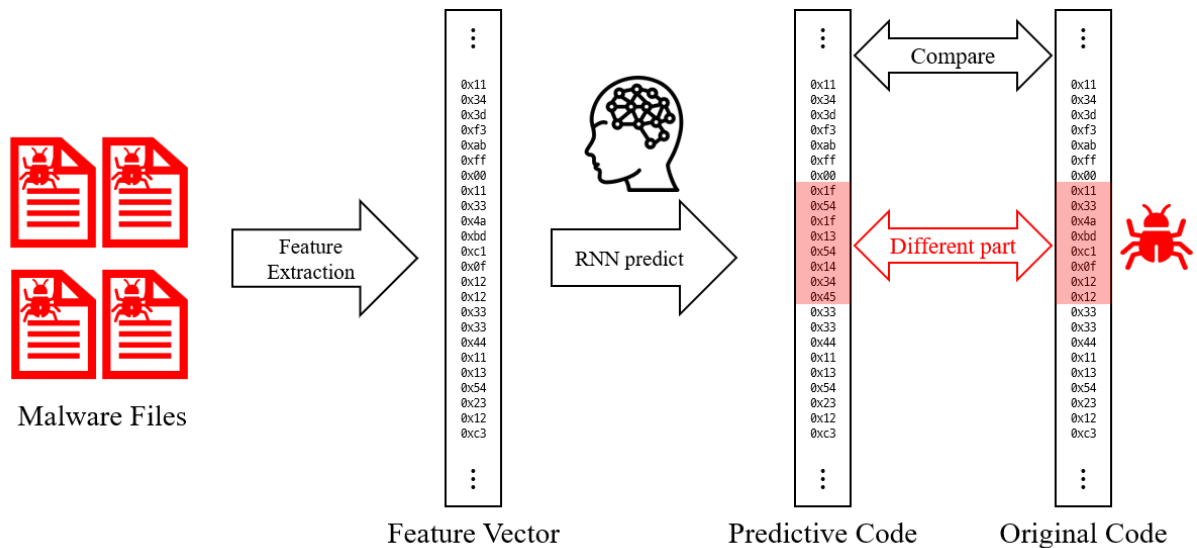 Malware Files
Feature
Extraction
⋮
0x11
0x34
0x3d
0xf3
0xab
0xff
0x00
0x11
0x33
0x4a
0xbd
0xc1
0x0f
0x12
0x12
0x33
0x33
0x44
0x11
0x13
0x54
0x23
0x12
0xc3
⋮
Feature Vector
RNN predict
⋮
0x11
0x34
0x3d
0xf3
0xab
0xff
0x00
0x1f
0x54
0x1f
0x13
0x54
0x14
0x34
0x45
0x33
0x33
0x44
0x11
0x13
0x54
0x23
0x12
0xc3
⋮
Predictive Code
Compare
Different part
⋮
0x11
0x34
0x3d
0xf3
0xab
0xff
0x00
0x11
0x33
0x4a
0xbd
0xc1
0x0f
0x12
0x12
0x33
0x33
0x44
0x11
0x13
0x54
0x23
0x12
0xc3
⋮
Original Code